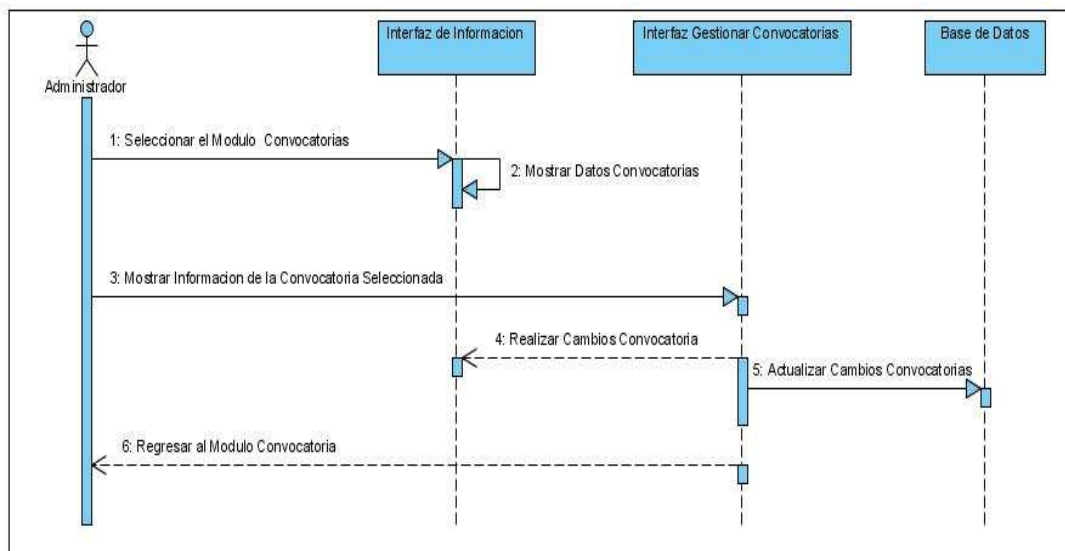 Interfaz de Informacion
Interfaz Gestionar Convocatorias
Base de Datos
Administrador
1: Seleccionar el Modulo Convocatorias
2: Mostrar Datos Convocatorias
3: Mostrar Informacion de la Convocatoria Seleccionada
4: Realizar Cambios Convocatoria
5: Actualizar Cambios Convocatorias
6: Regresar al Modulo Convocatoria